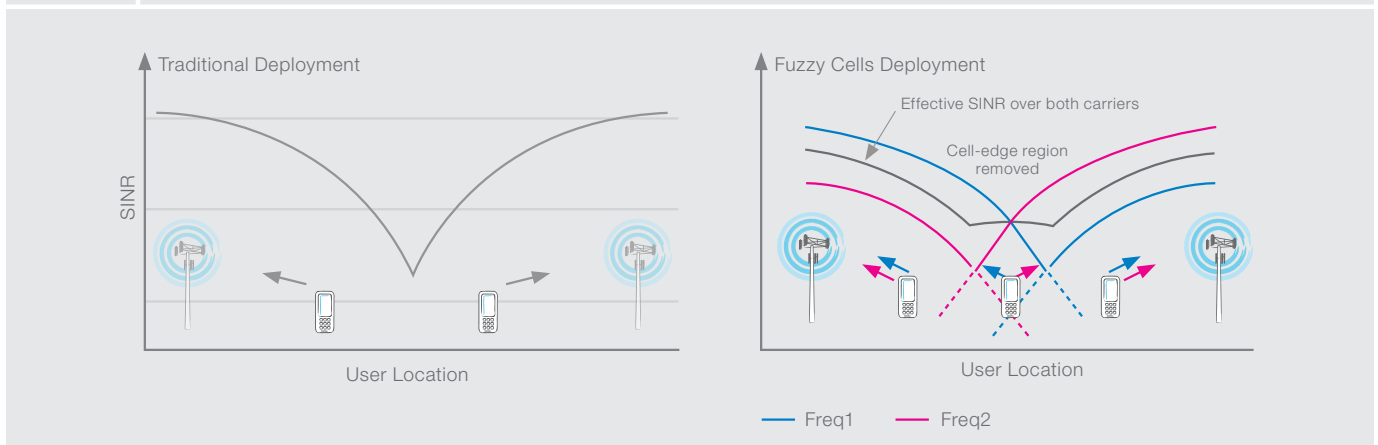 Traditional Deployment
SINR
User Location
Fuzzy Cells Deployment
Effective SINR over both carriers
Cell-edge region
removed
User Location
Freq1
Freq2